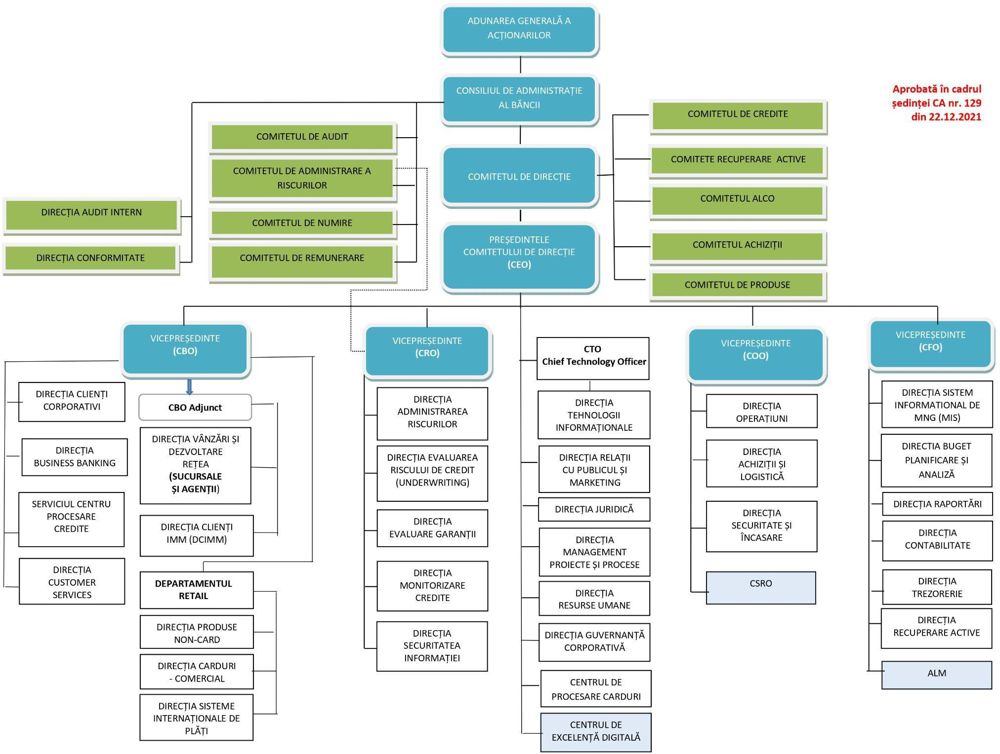 ADUNAREA GENERALĂ A
ACȚIONARILOR
CONSILIUL DE ADMINISTRAȚIE
AL BĂNCII
Aprobată în cadrul
ședinței CA nr. 129
din 22.12.2021
COMITETUL DE AUDIT
COMITETUL DE ADMINISTRARE A
RISCURILOR
COMITETUL DE NUMIRE
COMITETUL DE REMUNERARE
DIRECȚIA AUDIT INTERN
DIRECȚIA CONFORMITATE
COMITETUL DE DIRECȚIE
COMITETUL DE CREDITE
COMITETE RECUPERARE  ACTIVE
COMITETUL ALCO
COMITETUL ACHIZIȚII
COMITETUL DE PRODUSE
PREȘEDINTELE
COMITETULUI DE DIRECȚIE
(CEO)
VICEPREȘEDINTE
(CBO)
DIRECȚIA CLIENȚI
CORPORATIVI
DIRECȚIA
BUSINESS BANKING
SERVICIUL CENTRU
PROCESARE
CREDITE
DIRECȚIA
CUSTOMER
SERVICES
CBO Adjunct
DIRECȚIA VÂNZĂRI ȘI
DEZVOLTARE
REȚEA
(SUCURSALE
ȘI AGENȚII)
DIRECȚIA CLIENȚI
IMM (DCIMM)
DEPARTAMENTUL
RETAIL
DIRECȚIA PRODUSE
NON-CARD
DIRECȚIA CARDURI
- COMERCIAL
DIRECȚIA SISTEME
INTERNAȚIONALE DE
PLĂȚI
VICEPREȘEDINTE
(CRO)
DIRECȚIA
ADMINISTRAREA
RISCURILOR
DIRECȚIA EVALUAREA
RISCULUI DE CREDIT
(UNDERWRITING)
DIRECȚIA
EVALUARE GARANȚII
DIRECȚIA
MONITORIZARE
CREDITE
DIRECȚIA
SECURITATEA
INFORMAȚIEI
CTO
Chief Technology Officer
DIRECȚIA
TEHNOLOGII
INFORMAȚIONALE
DIRECȚIA RELAȚII
CU PUBLICUL ȘI
MARKETING
DIRECȚIA JURIDICĂ
DIRECȚIA
MANAGEMENT
PROIECTE ȘI PROCESE
DIRECȚIA
RESURSE UMANE
DIRECȚIA GUVERNANȚĂ
CORPORATIVĂ
CENTRUL DE
PROCESARE CARDURI
CENTRUL DE
EXCELENȚĂ DIGITALĂ
VICEPREȘEDINTE
(COO)
DIRECȚIA
OPERAȚIUNI
DIRECȚIA
ACHIZIȚII ȘI
LOGISTICĂ
DIRECȚIA
SECURITATE ȘI
ÎNCASARE
CSRO
VICEPREȘEDINTE
(CFO)
DIRECȚIA SISTEM
INFORMATIONAL DE
MNG (MIS)
DIRECTIA BUGET
PLANIFICARE ȘI
ANALIZĂ
DIRECȚIA RAPORTĂRI
DIRECȚIA
CONTABILITATE
DIRECȚIA
TREZORERIE
DIRECȚIA
RECUPERARE ACTIVE
ALM